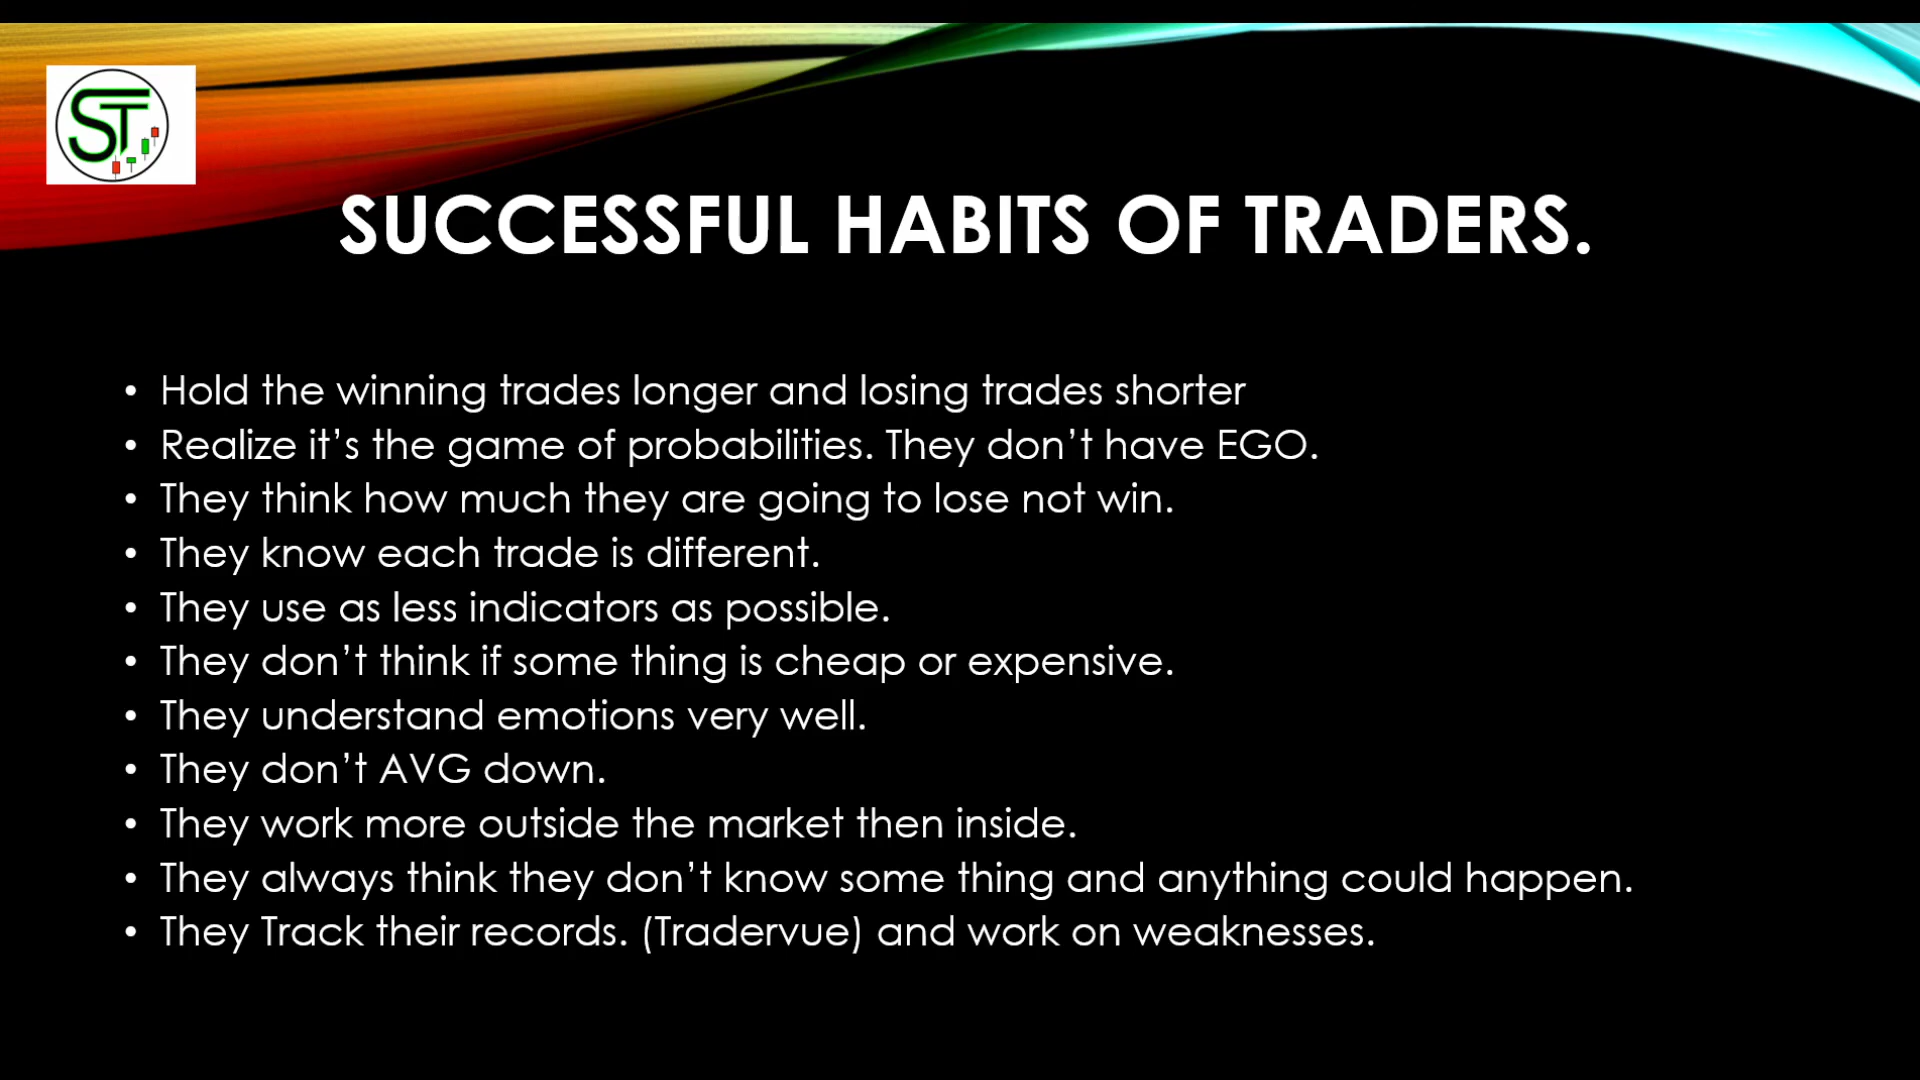 ST
SUCCESSFUL HABITS OF TRADERS.
• Hold the winning trades longer and losing trades shorter
• Realize it’s the game of probabilities. They don’t have EGO.
• They think how much they are going to lose not win.
• They know each trade is different.
• They use as less indicators as possible.
• They don’t think if some thing is cheap or expensive.
• They understand emotions very well.
• They don’t AVG down.
• They work more outside the market then inside.
• They always think they don’t know some thing and anything could happen.
• They Track their records. (Tradervue) and work on weaknesses.